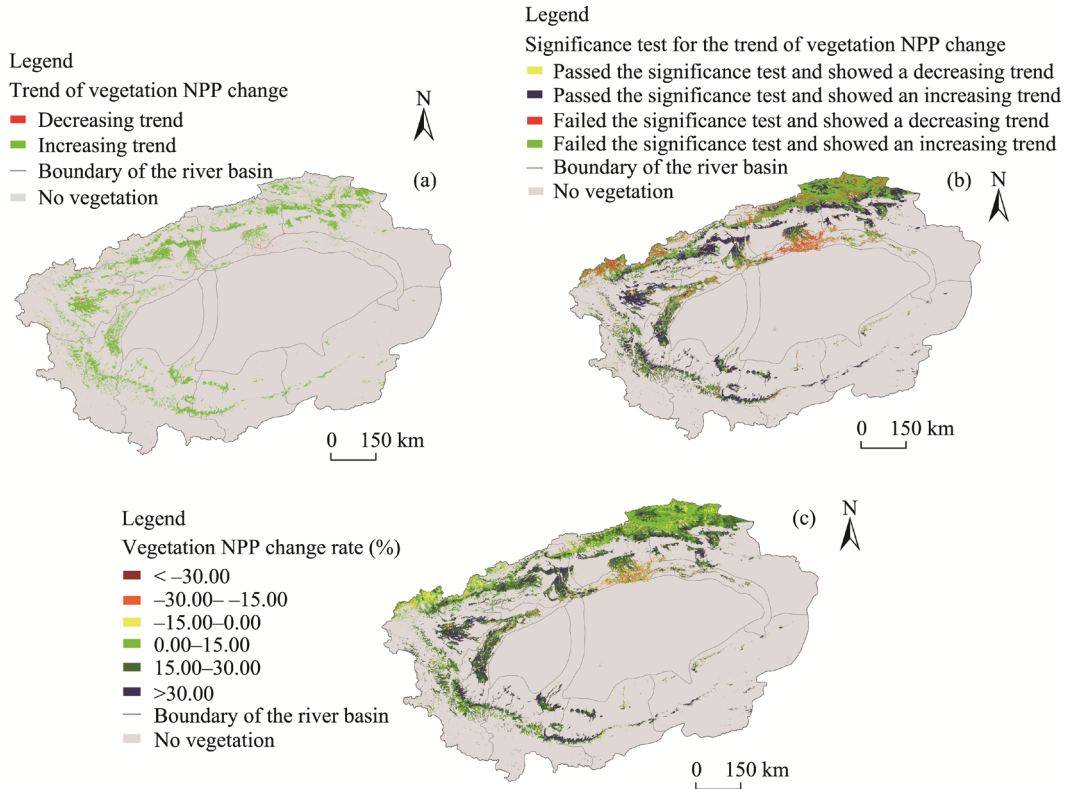 Legend
Trend of vegetation NPP change
Decreasing trend
Increasing trend
Boundary of the river basin
No vegetation
N
(a)
0 150 km
Legend
Significance test for the trend of vegetation NPP change
Passed the significance test and showed a decreasing trend
Passed the significance test and showed an increasing trend
Failed the significance test and showed a decreasing trend
Failed the significance test and showed an increasing trend
Boundary of the river basin
No vegetation
(b)
N
0 150 km
Legend
Vegetation NPP change rate (%)
< –30.00
–30.00– –15.00
–15.00–0.00
0.00–15.00
15.00–30.00
>30.00
Boundary of the river basin
No vegetation
(c)
N
0 150 km